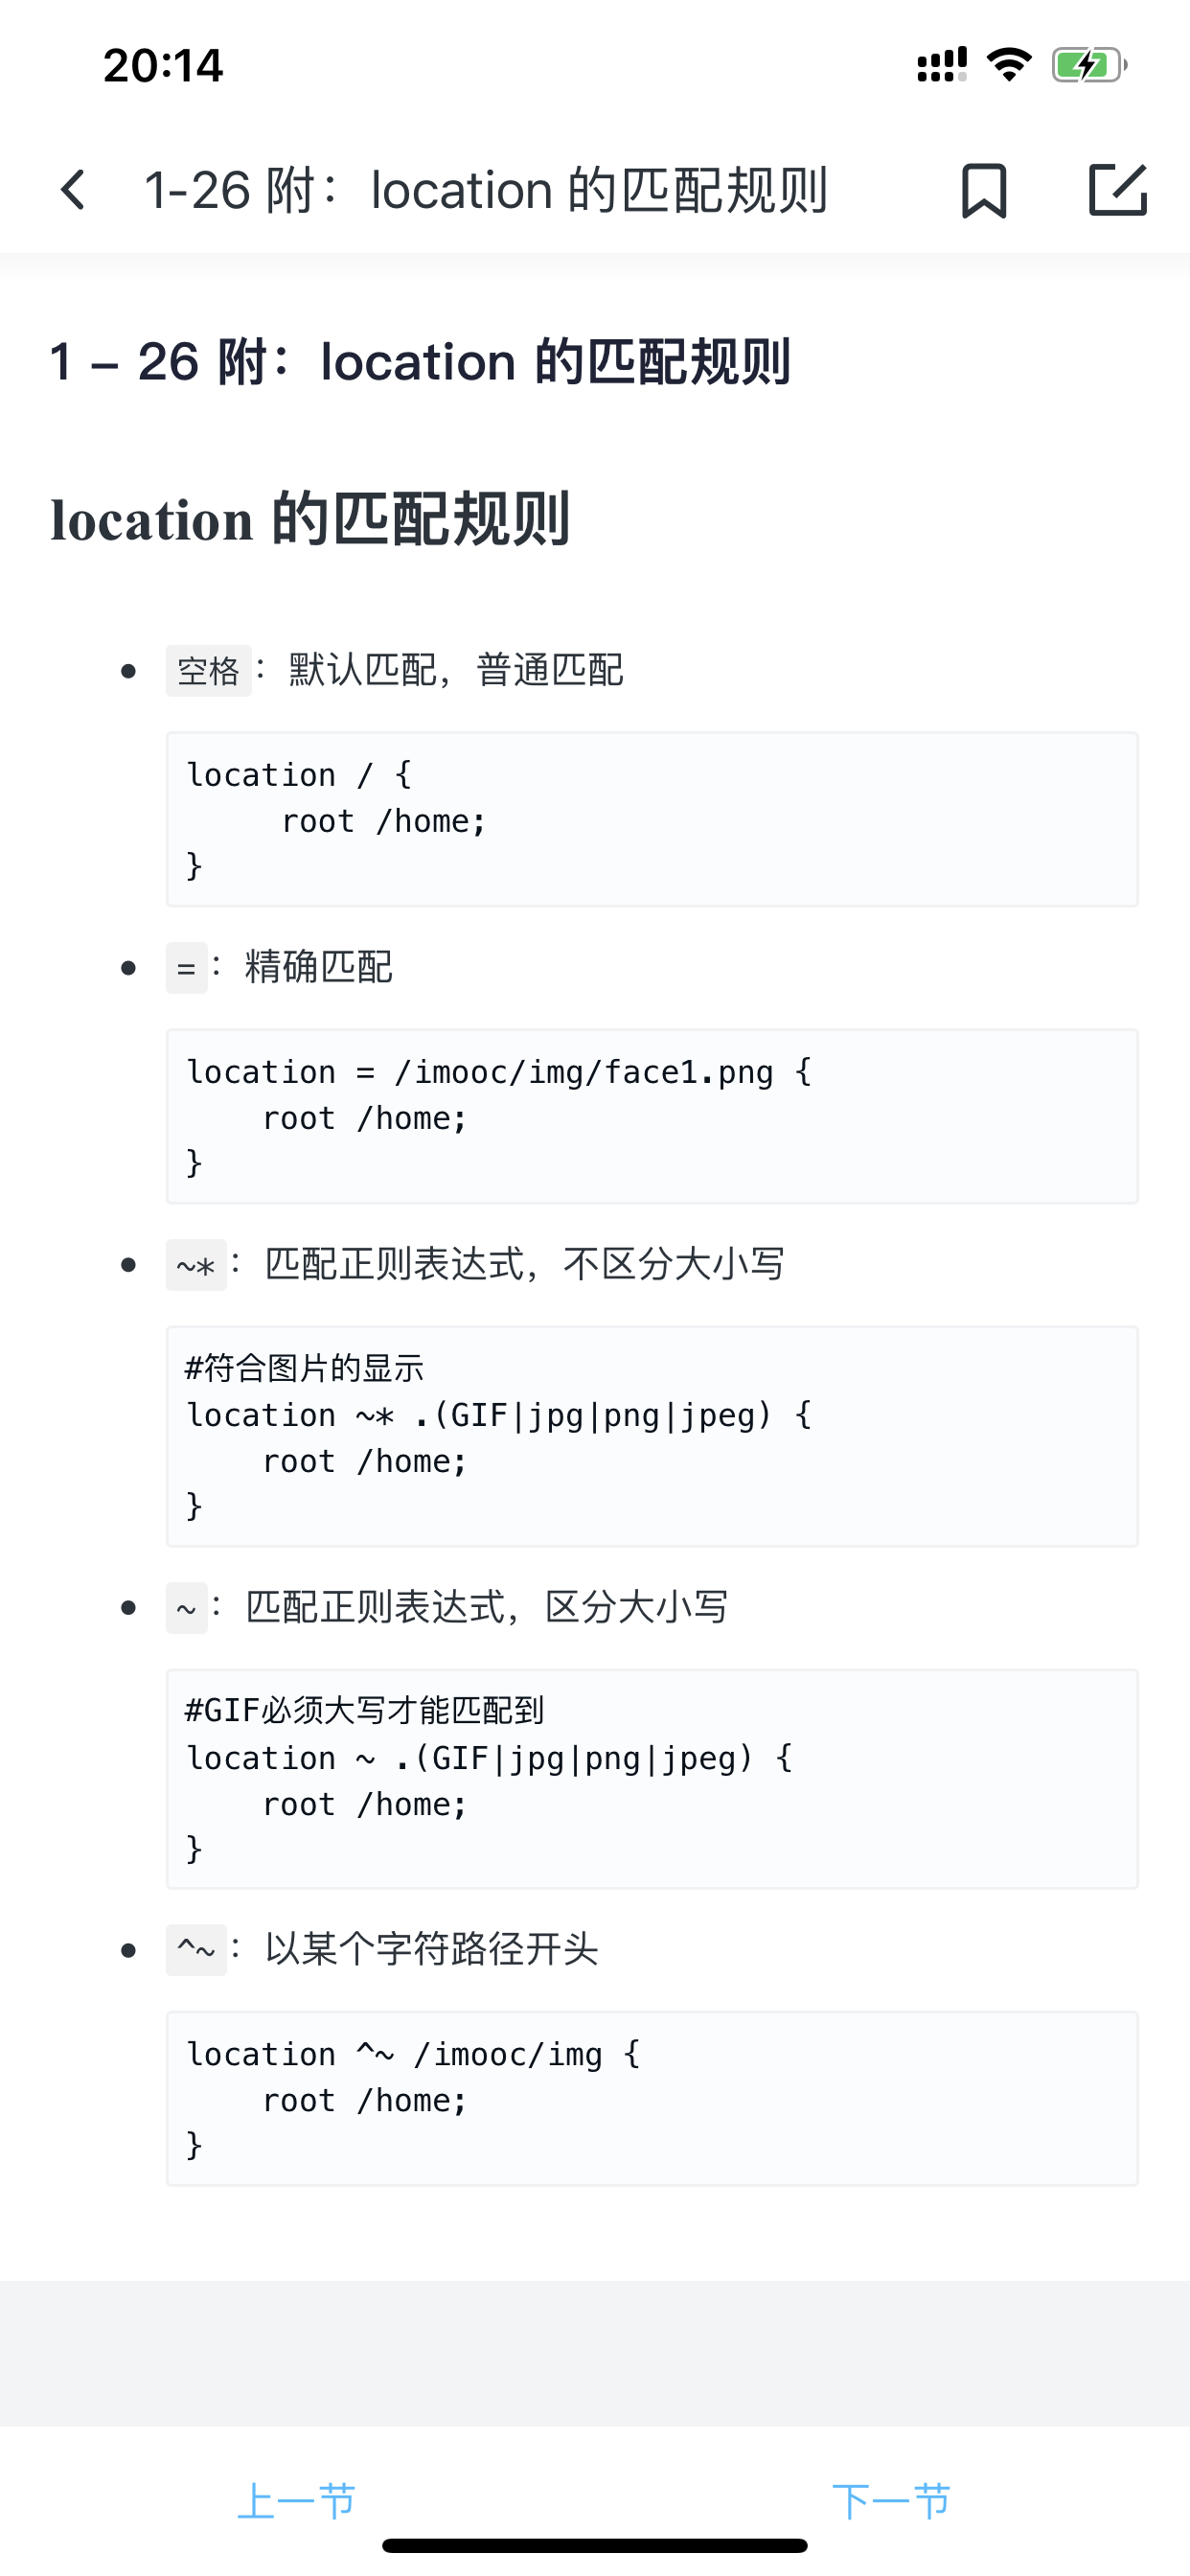 20:14
1-26 附：location 的匹配规则
1 – 26 附：location 的匹配规则
location 的匹配规则
空格：默认匹配，普通匹配
location / {
     root /home;
}
=：精确匹配
location = /imooc/img/face1.png {
    root /home;
}
~*：匹配正则表达式，不区分大小写
#符合图片的显示
location ~* .(GIF|jpg|png|jpeg) {
    root /home;
}
~：匹配正则表达式，区分大小写
#GIF必须大写才能匹配到
location ~ .(GIF|jpg|png|jpeg) {
    root /home;
}
^~：以某个字符路径开头
location ^~ /imooc/img {
    root /home;
}
上一节 下一节